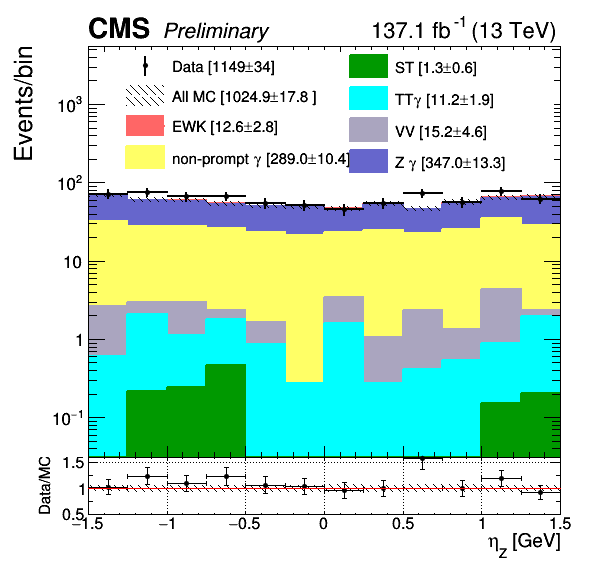 CMS Preliminary 137.1 fb⁻¹ (13 TeV)
Events/bin
Data [1149±34]
All MC [1024.9±17.8 ]
EWK [12.6±2.8]
non-prompt γ [289.0±10.4]
ST [1.3±0.6]
TTγ [11.2±1.9]
VV [15.2±4.6]
Z γ [347.0±13.3]
10³
10²
10
1
10⁻¹
Data/MC
1.5
1
0.5
−1.5 −1 −0.5 0 0.5 1 1.5
η_Z [GeV]